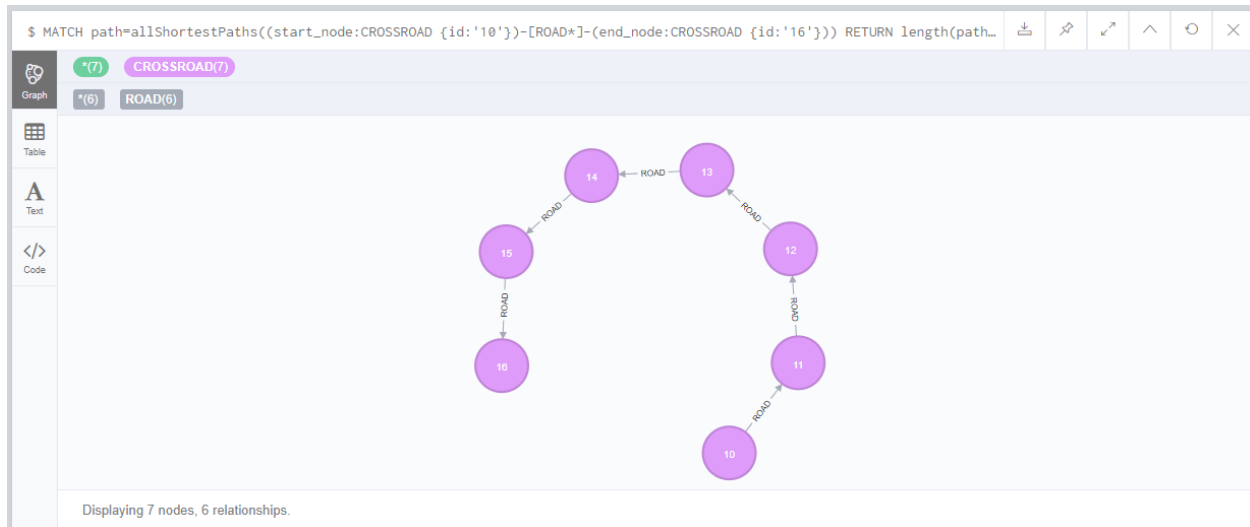 $ MATCH path=allShortestPaths((start_node:CROSSROAD {id:'10'})-[ROAD*]-(end_node:CROSSROAD {id:'16'})) RETURN length(path…
*(7) CROSSROAD(7)
Graph
*(6) ROAD(6)
Table
A
Text
</>
Code
14 ROAD 13
ROAD ROAD
15 12
ROAD ROAD
16 11
ROAD
10
Displaying 7 nodes, 6 relationships.